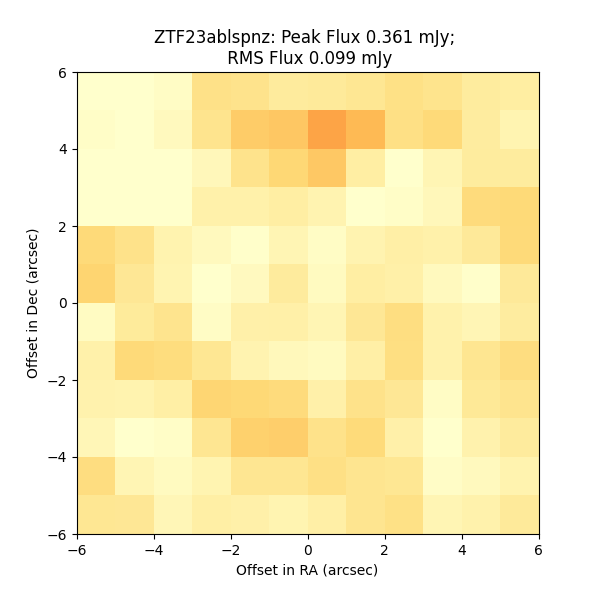 ZTF23ablspnz: Peak Flux 0.361 mJy;
RMS Flux 0.099 mJy
6
4
2
0
−2
−4
−6
Offset in Dec (arcsec)
−6 −4 −2 0 2 4 6
Offset in RA (arcsec)